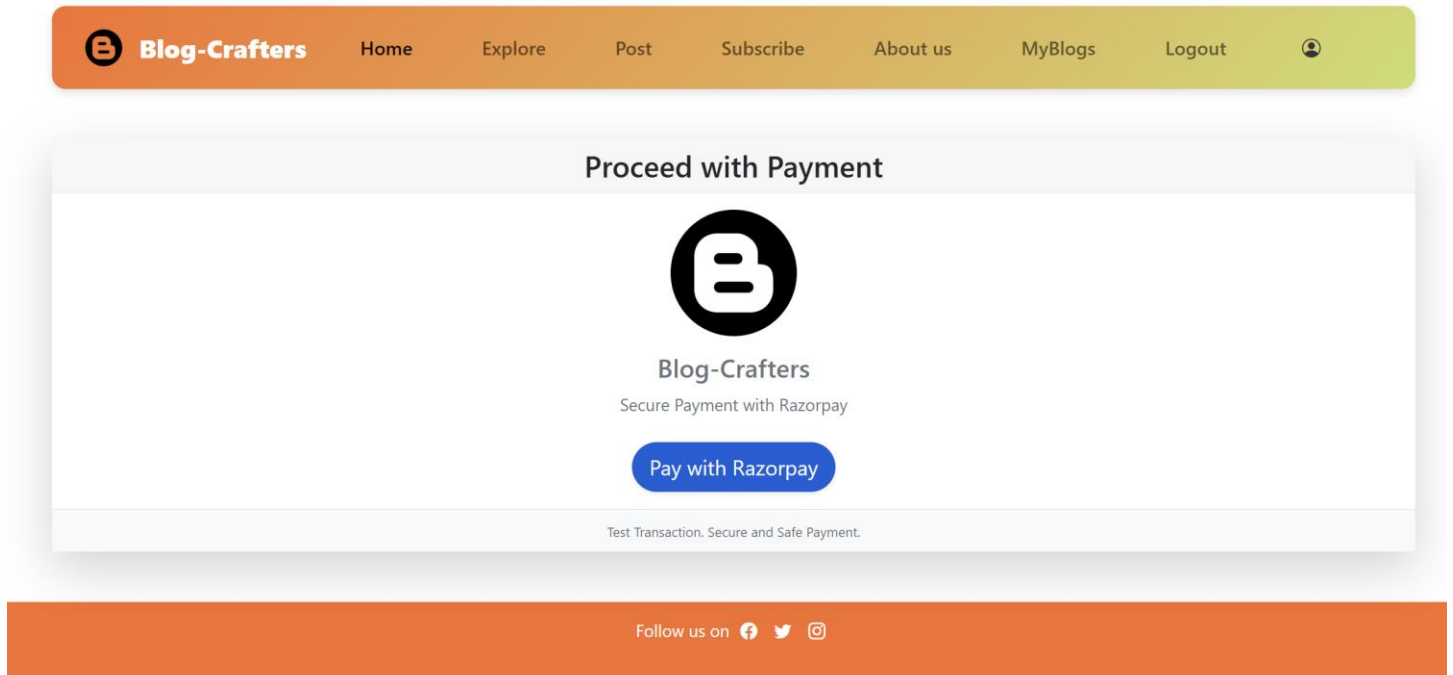 Blog-Crafters Home Explore Post Subscribe About us MyBlogs Logout
Proceed with Payment
Blog-Crafters
Secure Payment with Razorpay
Pay with Razorpay
Test Transaction. Secure and Safe Payment.
Follow us on